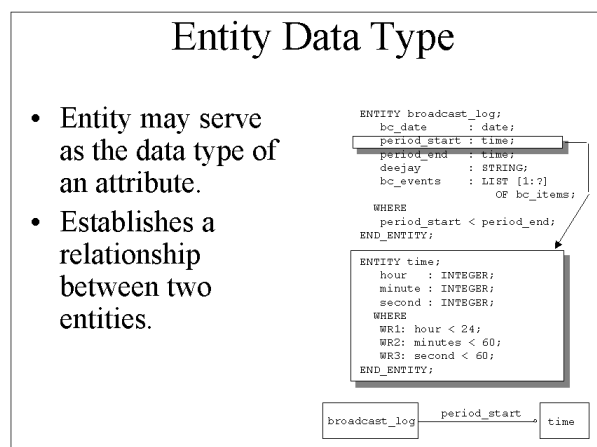 Entity Data Type
• Entity may serve
as the data type of
an attribute.
• Establishes a
relationship
between two
entities.
ENTITY broadcast_log;
bc_date : date;
period_start : time;
period_end : time;
deejay : STRING;
bc_events : LIST [1:?]
OF bc_items;
WHERE
period_start < period_end;
END_ENTITY;
ENTITY time;
hour : INTEGER;
minute : INTEGER;
second : INTEGER;
WHERE
WR1: hour < 24;
WR2: minutes < 60;
WR3: second < 60;
END_ENTITY;
broadcast_log period_start time